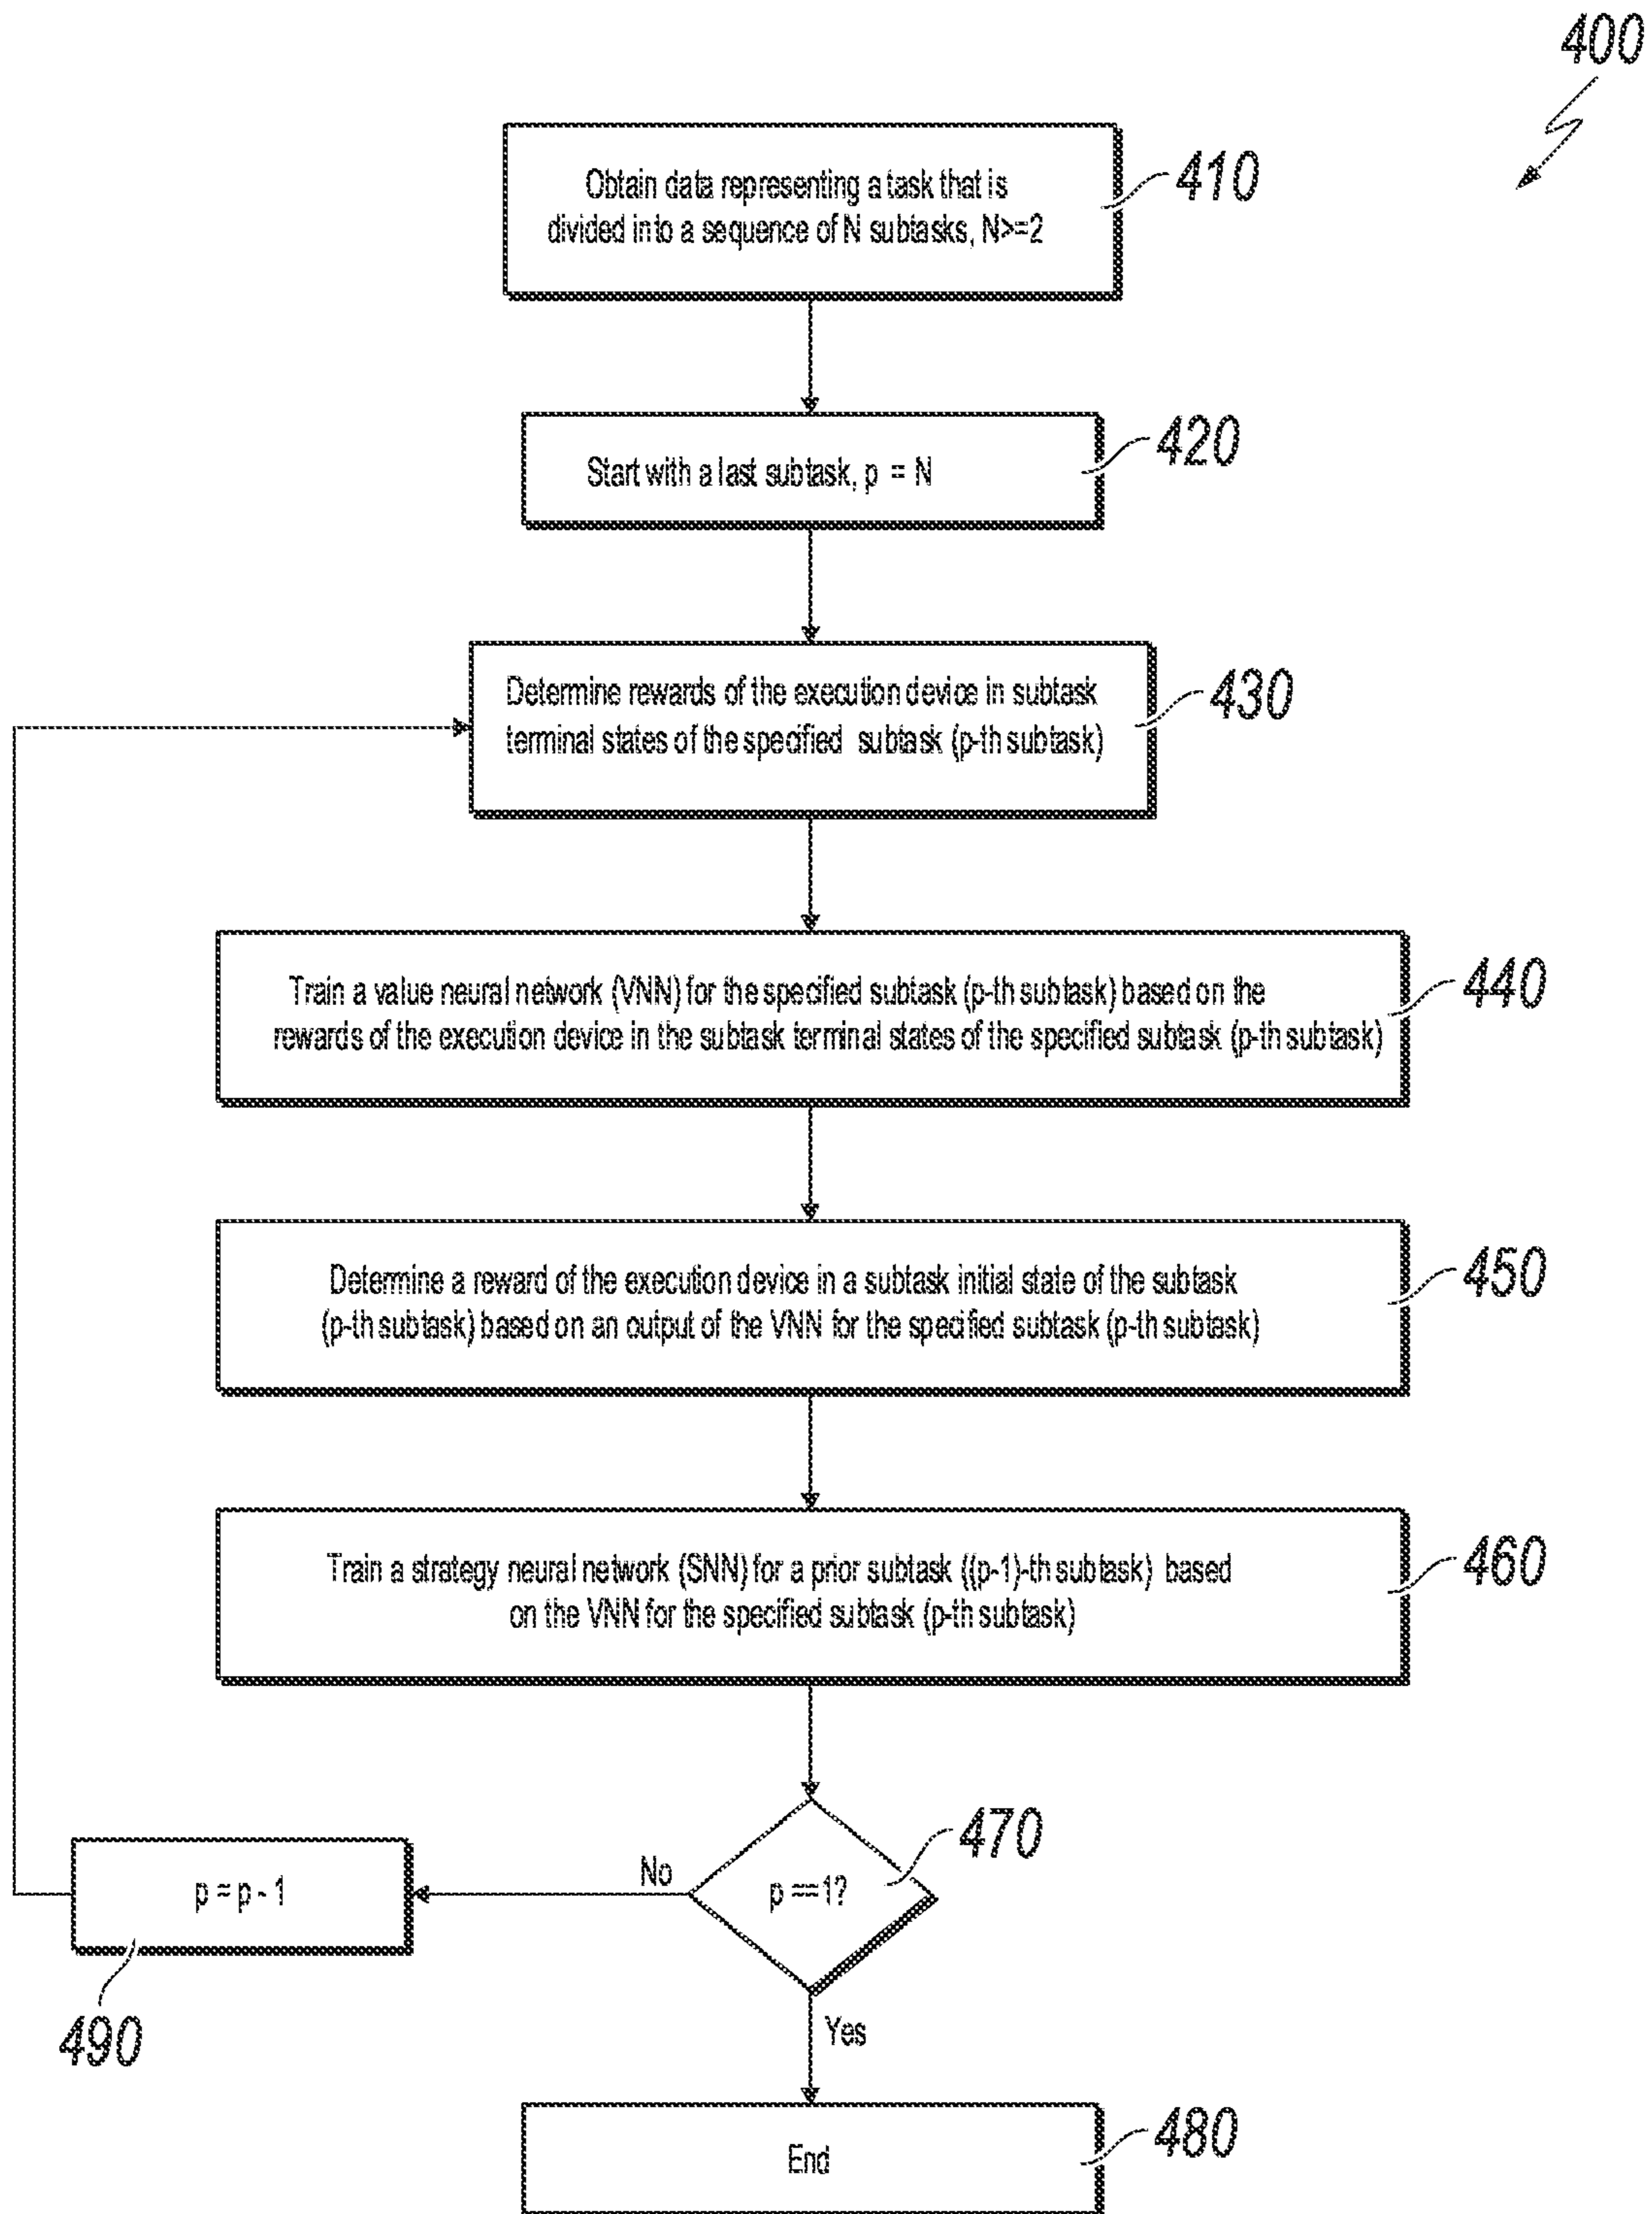 400
Obtain data representing a task that is
divided into a sequence of N subtasks, N>=2
410
Start with a last subtask, p = N
420
Determine rewards of the execution device in subtask
terminal states of the specified subtask (p-th subtask)
430
Train a value neural network (VNN) for the specified subtask (p-th subtask) based on the
rewards of the execution device in the subtask terminal states of the specified subtask (p-th subtask)
440
Determine a reward of the execution device in a subtask initial state of the subtask
(p-th subtask) based on an output of the VNN for the specified subtask (p-th subtask)
450
Train a strategy neural network (SNN) for a prior subtask ((p-1)-th subtask) based
on the VNN for the specified subtask (p-th subtask)
460
p ==1?
470
No
p = p - 1
490
Yes
End
480